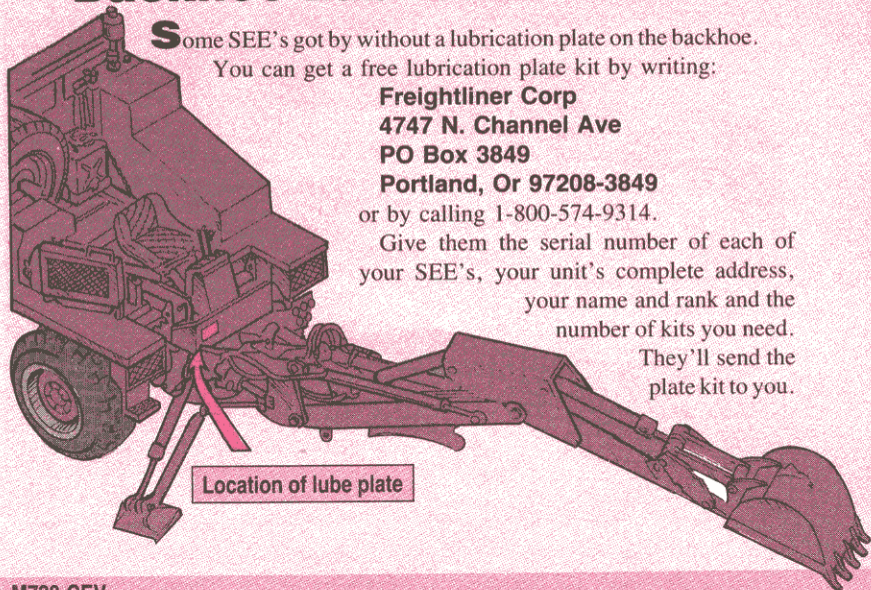 Some SEE's got by without a lubrication plate on the backhoe.
You can get a free lubrication plate kit by writing:
Freightliner Corp
4747 N. Channel Ave
PO Box 3849
Portland, Or 97208-3849
or by calling 1-800-574-9314.
Give them the serial number of each of
your SEE's, your unit's complete address,
your name and rank and the
number of kits you need.
They'll send the
plate kit to you.
Location of lube plate